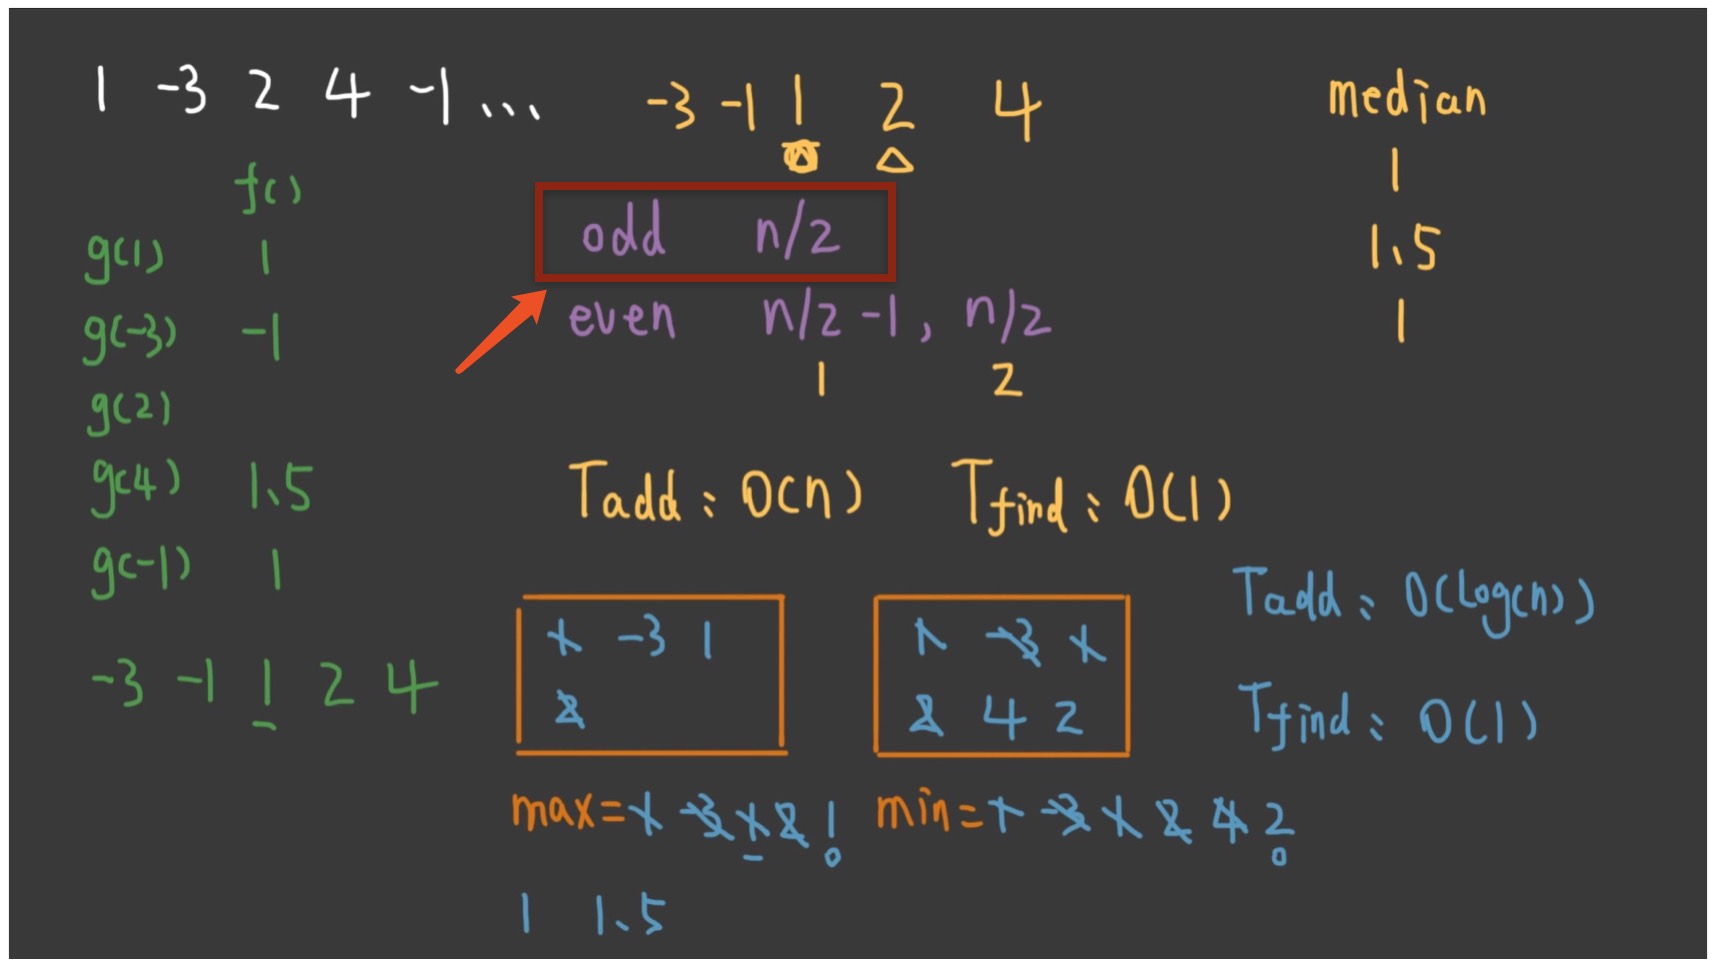 1 -3 2 4 -1 ...
-3 -1 1 2 4
median
1
1.5
1
f()
g(1) 1
g(-3) -1
g(2)
g(4) 1.5
g(-1) 1
-3 -1 1 2 4
odd n/2
even n/2 -1, n/2
1 2
Tadd: O(n) Tfind: O(1)
1 -3 1
2
1 -3 1
2 4 2
Tadd: O(log(n))
Tfind: O(1)
max= 1 -3 1 2 1
min= 1 -3 1 2 4 2
1 1.5